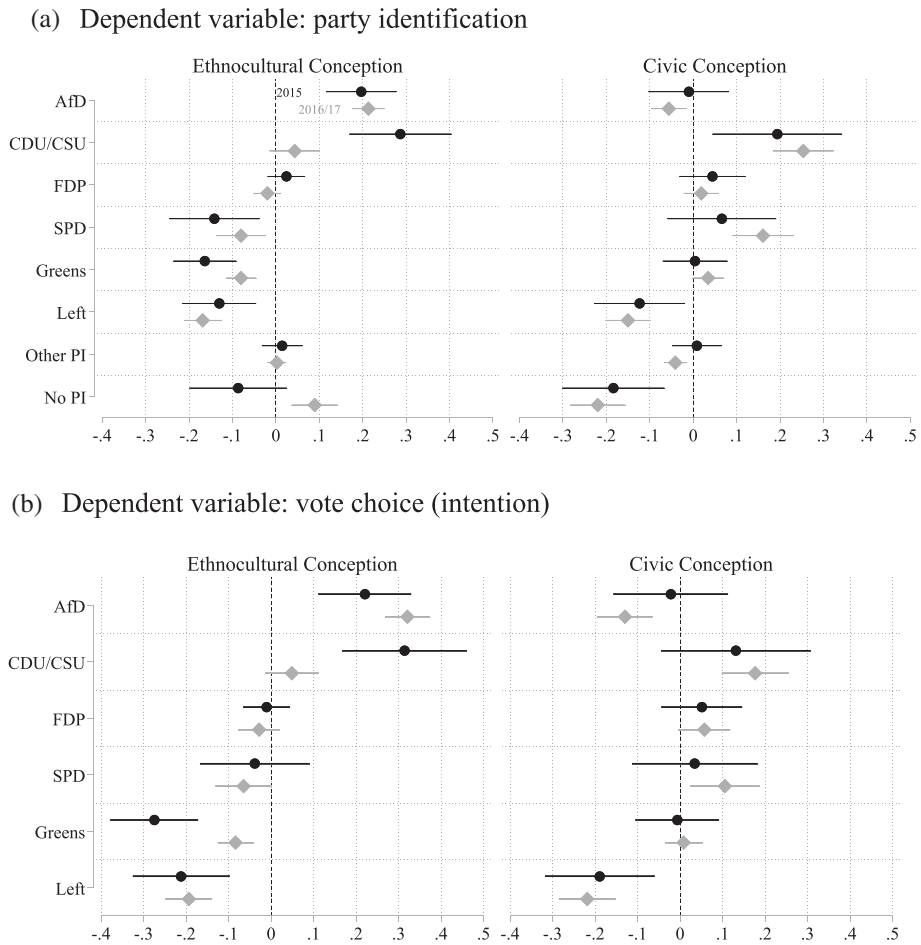 (a) Dependent variable: party identification
Ethnocultural Conception Civic Conception
AfD 2015
2016/17
CDU/CSU
FDP
SPD
Greens
Left
Other PI
No PI
-.4 -.3 -.2 -.1 0 .1 .2 .3 .4 .5 -.4 -.3 -.2 -.1 0 .1 .2 .3 .4 .5
(b) Dependent variable: vote choice (intention)
Ethnocultural Conception Civic Conception
AfD
CDU/CSU
FDP
SPD
Greens
Left
-.4 -.3 -.2 -.1 0 .1 .2 .3 .4 .5 -.4 -.3 -.2 -.1 0 .1 .2 .3 .4 .5